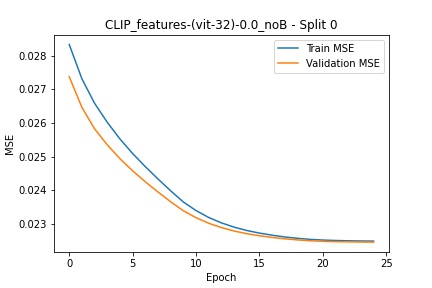 CLIP_features-(vit-32)-0.0_noB - Split 0
Train MSE
Validation MSE
MSE
0.028
0.027
0.026
0.025
0.024
0.023
0 5 10 15 20 25
Epoch